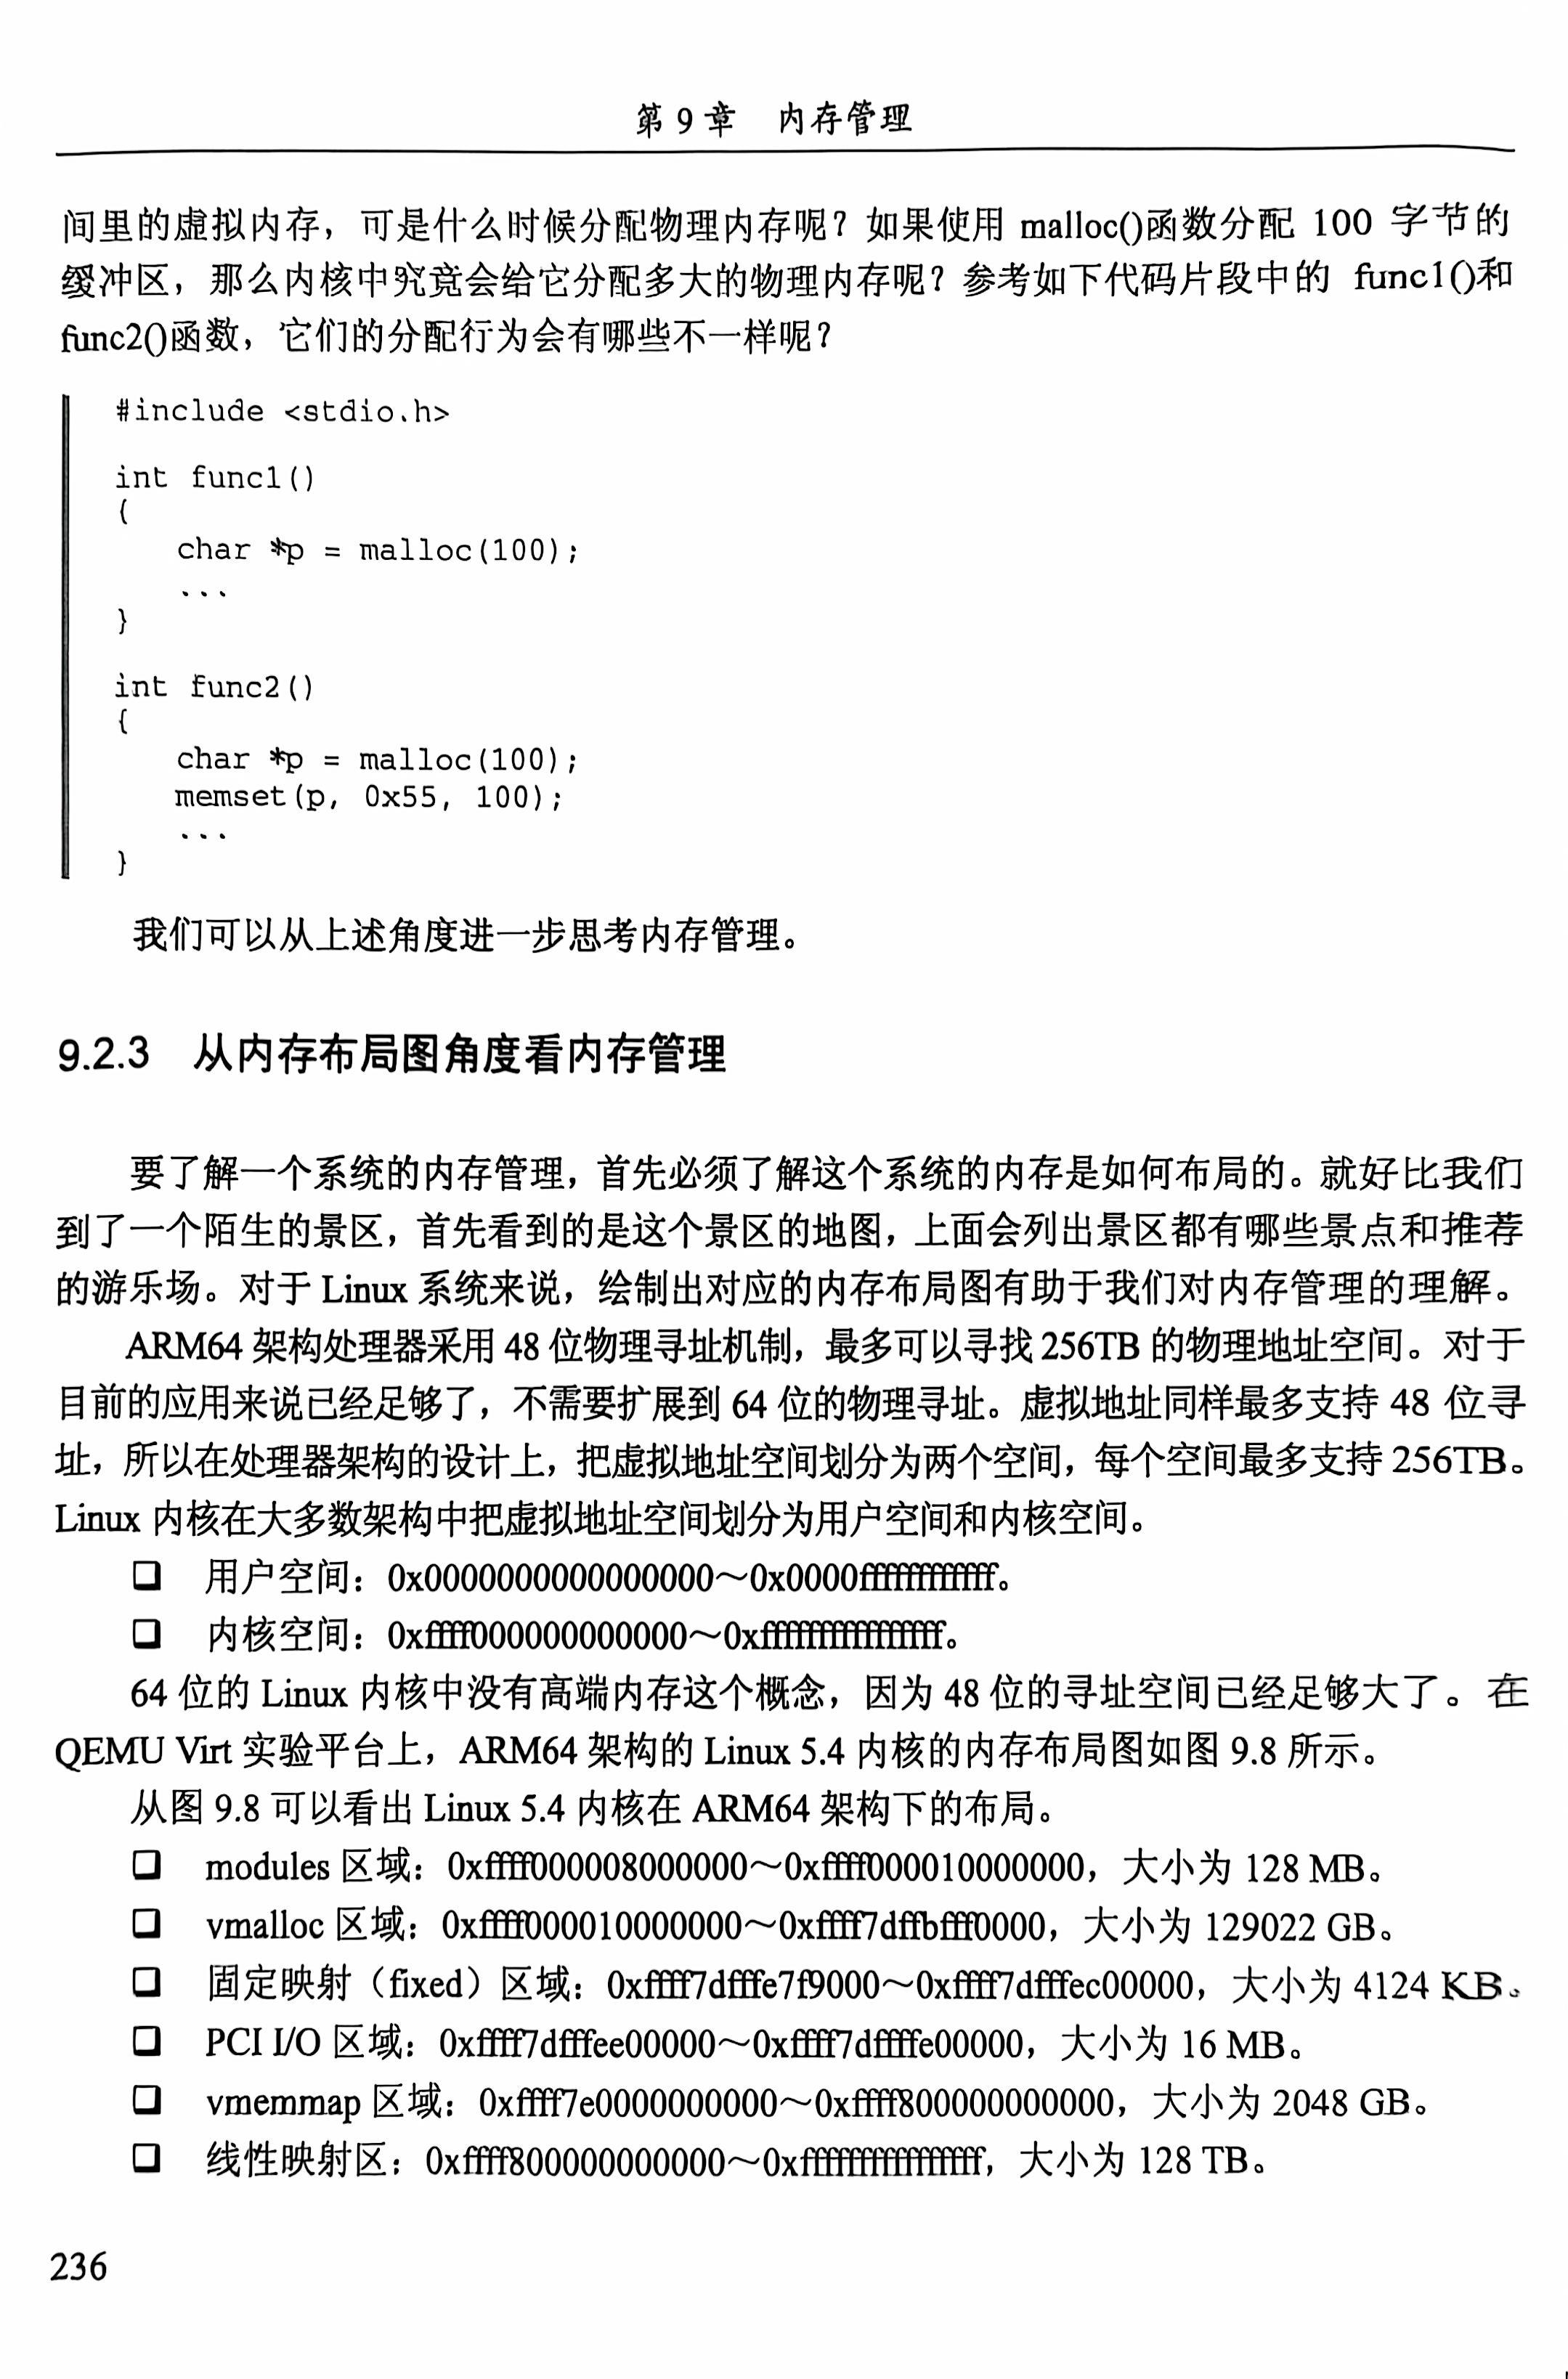 第 9 章 内存管理
间里的虚拟内存，可是什么时候分配物理内存呢？如果使用 malloc()函数分配 100 字节的
缓冲区，那么内核中究竟会给它分配多大的物理内存呢？参考如下代码片段中的 func1()和
func2()函数，它们的分配行为会有哪些不一样呢？
#include <stdio.h>
int func1()
{
char *p = malloc(100);
...
}
int func2()
{
char *p = malloc(100);
memset(p, 0x55, 100);
...
}
我们可以从上述角度进一步思考内存管理。
9.2.3 从内存布局图角度看内存管理
要了解一个系统的内存管理，首先必须了解这个系统的内存是如何布局的。就好比我们
到了一个陌生的景区，首先看到的是这个景区的地图，上面会列出景区都有哪些景点和推荐
的游乐场。对于 Linux 系统来说，绘制出对应的内存布局图有助于我们对内存管理的理解。
ARM64 架构处理器采用 48 位物理寻址机制，最多可以寻找 256TB 的物理地址空间。对于
目前的应用来说已经足够了，不需要扩展到 64 位的物理寻址。虚拟地址同样最多支持 48 位寻
址，所以在处理器架构的设计上，把虚拟地址空间划分为两个空间，每个空间最多支持 256TB。
Linux 内核在大多数架构中把虚拟地址空间划分为用户空间和内核空间。
❑ 用户空间：0x0000000000000000～0x0000ffffffffffff。
❑ 内核空间：0xffff000000000000～0xffffffffffffffff。
64 位的 Linux 内核中没有高端内存这个概念，因为 48 位的寻址空间已经足够大了。在
QEMU Virt 实验平台上，ARM64 架构的 Linux 5.4 内核的内存布局图如图 9.8 所示。
从图 9.8 可以看出 Linux 5.4 内核在 ARM64 架构下的布局。
❑ modules 区域：0xffff000008000000～0xffff000010000000，大小为 128 MB。
❑ vmalloc 区域：0xffff000010000000～0xffff7dffbfff0000，大小为 129022 GB。
❑ 固定映射（fixed）区域：0xffff7dfffe7f9000～0xffff7dfffec00000，大小为 4124 KB。
❑ PCI I/O 区域：0xffff7dfffee00000～0xffff7dffffe00000，大小为 16 MB。
❑ vmemmap 区域：0xffff7e0000000000～0xffff800000000000，大小为 2048 GB。
❑ 线性映射区：0xffff800000000000～0xffffffffffffffff，大小为 128 TB。
236